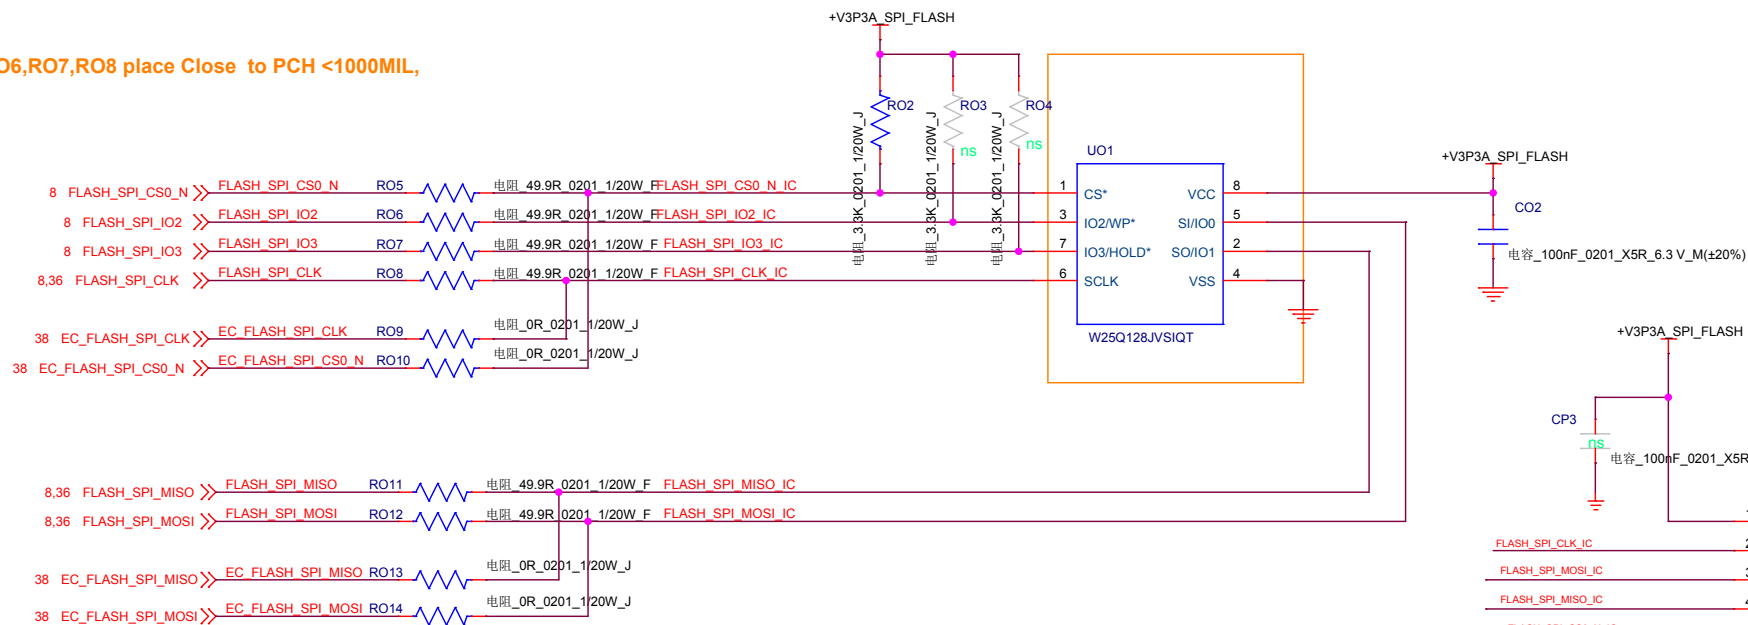 +V3P3A_SPI_FLASH
O6,RO7,RO8 place Close to PCH <1000MIL,
RO2
RO3
RO4
电阻_3.3K_0201_1/20W_J
电阻_3.3K_0201_1/20W_J
电阻_3.3K_0201_1/20W_J
ns
ns
UO1
+V3P3A_SPI_FLASH
8 FLASH_SPI_CS0_N FLASH_SPI_CS0_N RO5 电阻_49.9R_0201_1/20W_F FLASH_SPI_CS0_N_IC 1 CS* VCC 8
CO2
8 FLASH_SPI_IO2 FLASH_SPI_IO2 RO6 电阻_49.9R_0201_1/20W_F FLASH_SPI_IO2_IC 3 IO2/WP* SI/IO0 5
8 FLASH_SPI_IO3 FLASH_SPI_IO3 RO7 电阻_49.9R_0201_1/20W_F FLASH_SPI_IO3_IC 7 IO3/HOLD* SO/IO1 2
电容_100nF_0201_X5R_6.3 V_M(±20%)
8,36 FLASH_SPI_CLK FLASH_SPI_CLK RO8 电阻_49.9R_0201_1/20W_F FLASH_SPI_CLK_IC 6 SCLK VSS 4
38 EC_FLASH_SPI_CLK EC_FLASH_SPI_CLK RO9 电阻_0R_0201_1/20W_J
W25Q128JVSIQT
+V3P3A_SPI_FLASH
38 EC_FLASH_SPI_CS0_N EC_FLASH_SPI_CS0_N RO10 电阻_0R_0201_1/20W_J
CP3
ns
电容_100nF_0201_X5R
8,36 FLASH_SPI_MISO FLASH_SPI_MISO RO11 电阻_49.9R_0201_1/20W_F FLASH_SPI_MISO_IC
8,36 FLASH_SPI_MOSI FLASH_SPI_MOSI RO12 电阻_49.9R_0201_1/20W_F FLASH_SPI_MOSI_IC
FLASH_SPI_CLK_IC 2
38 EC_FLASH_SPI_MISO EC_FLASH_SPI_MISO RO13 电阻_0R_0201_1/20W_J
FLASH_SPI_MOSI_IC 3
FLASH_SPI_MISO_IC 4
38 EC_FLASH_SPI_MOSI EC_FLASH_SPI_MOSI RO14 电阻_0R_0201_1/20W_J